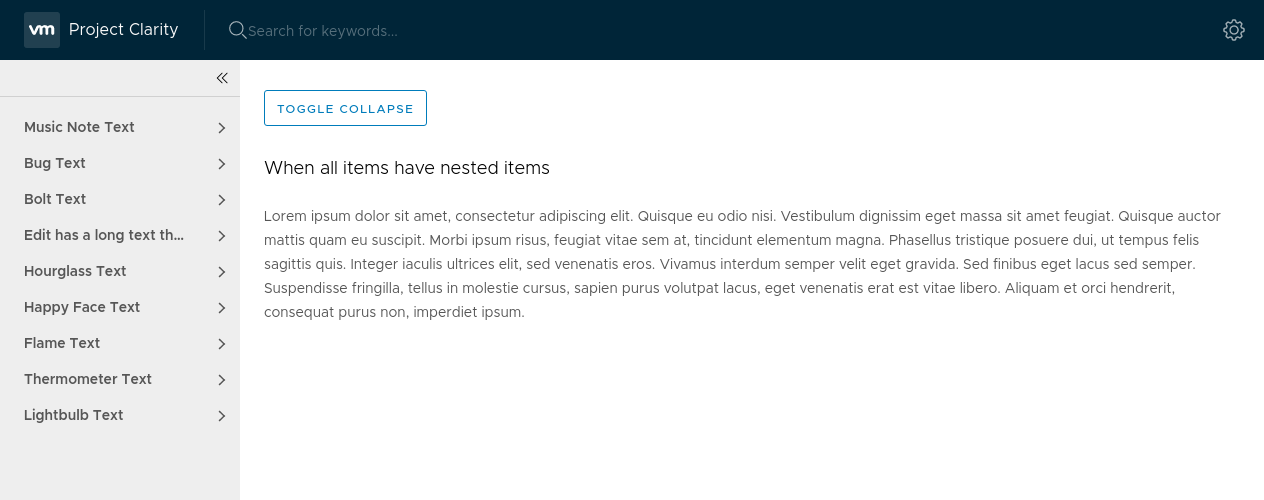 vm Project Clarity
Search for keywords...
Music Note Text
Bug Text
Bolt Text
Edit has a long text th...
Hourglass Text
Happy Face Text
Flame Text
Thermometer Text
Lightbulb Text
TOGGLE COLLAPSE
When all items have nested items
Lorem ipsum dolor sit amet, consectetur adipiscing elit. Quisque eu odio nisi. Vestibulum dignissim eget massa sit amet feugiat. Quisque auctor
mattis quam eu suscipit. Morbi ipsum risus, feugiat vitae sem at, tincidunt elementum magna. Phasellus tristique posuere dui, ut tempus felis
sagittis quis. Integer iaculis ultrices elit, sed venenatis eros. Vivamus interdum semper velit eget gravida. Sed finibus eget lacus sed semper.
Suspendisse fringilla, tellus in molestie cursus, sapien purus volutpat lacus, eget venenatis erat est vitae libero. Aliquam et orci hendrerit,
consequat purus non, imperdiet ipsum.